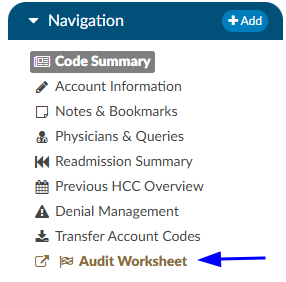 Navigation
+ Add
Code Summary
Account Information
Notes & Bookmarks
Physicians & Queries
Readmission Summary
Previous HCC Overview
Denial Management
Transfer Account Codes
Audit Worksheet